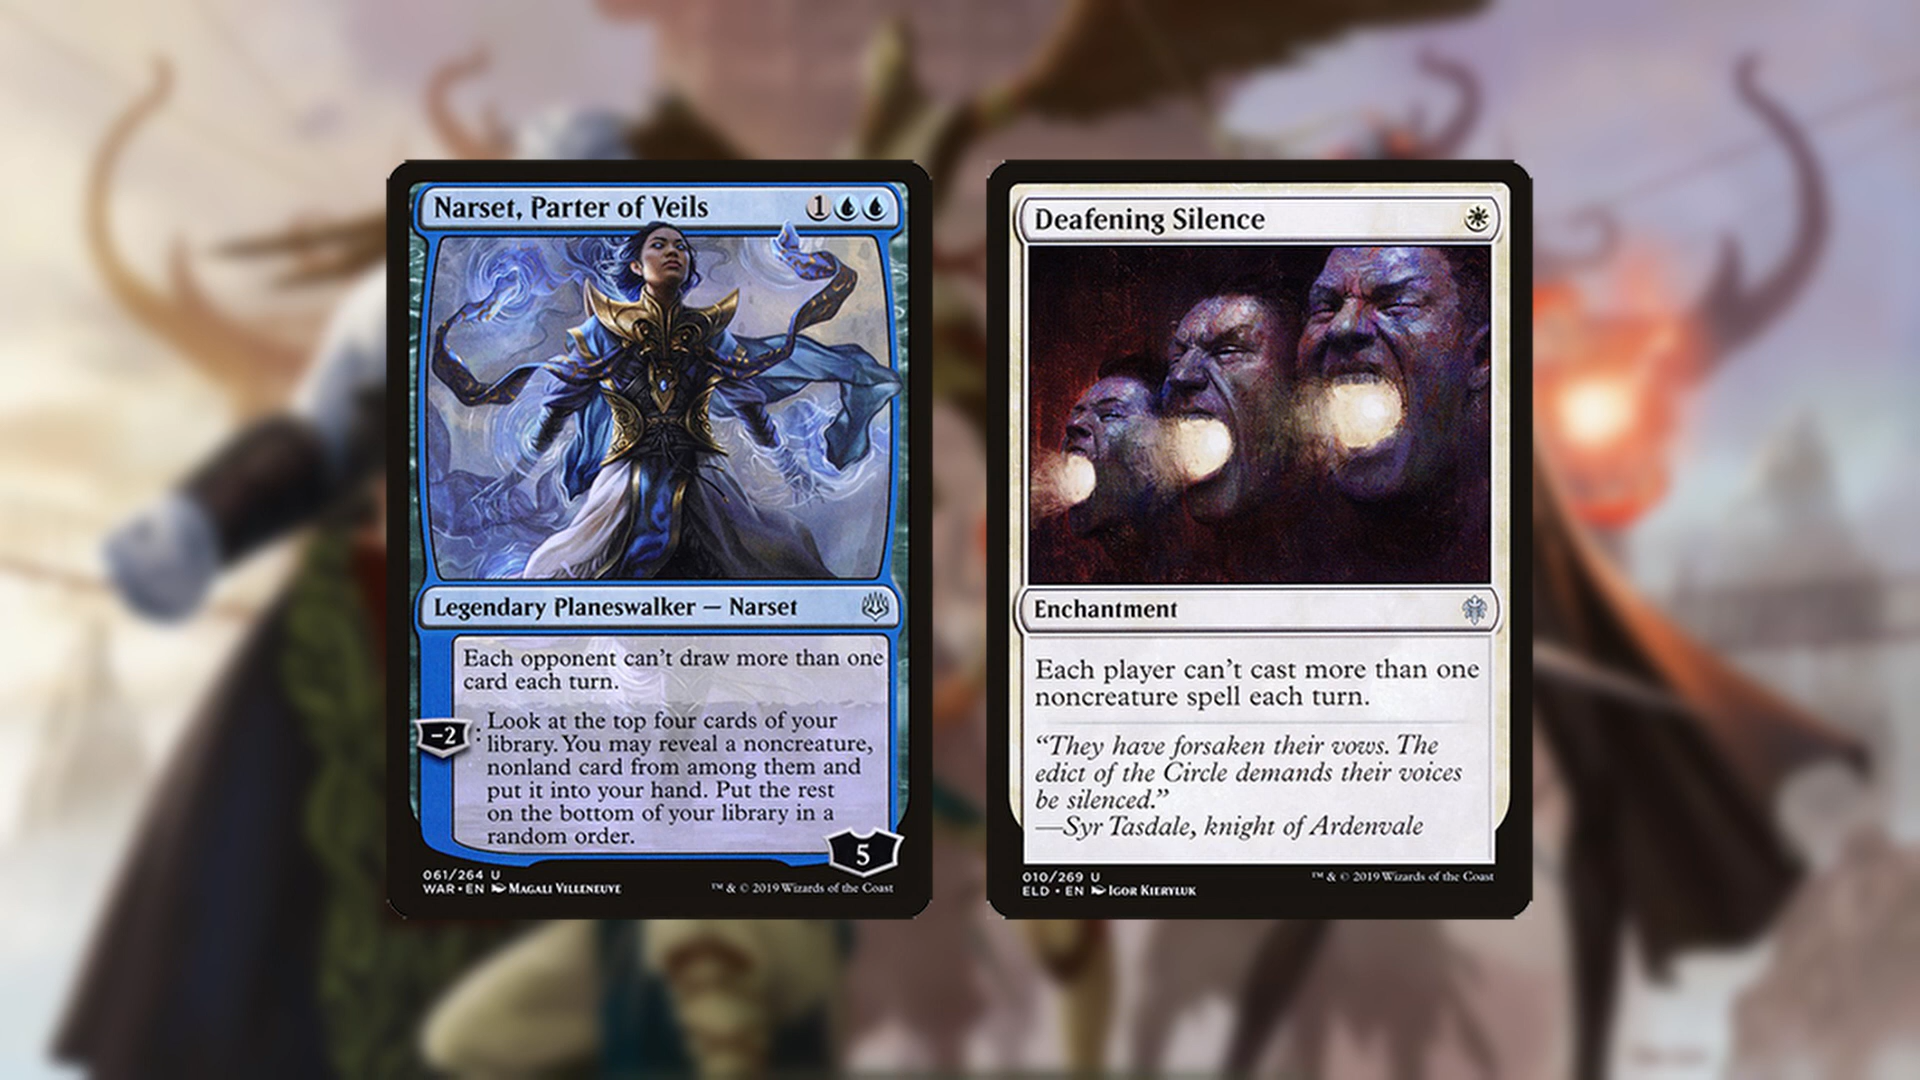 Narset, Parter of Veils 1
Legendary Planeswalker — Narset
Each opponent can't draw more than one
card each turn.
-2 : Look at the top four cards of your
library. You may reveal a noncreature,
nonland card from among them and
put it into your hand. Put the rest
on the bottom of your library in a
random order.
5
061/264 U
WAR • EN Magali Villeneuve
™ & © 2019 Wizards of the Coast
Deafening Silence
Enchantment
Each player can't cast more than one
noncreature spell each turn.
“They have forsaken their vows. The
edict of the Circle demands their voices
be silenced.”
—Syr Tasdale, knight of Ardenvale
010/269 U
ELD • EN Igor Kieryluk
™ & © 2019 Wizards of the Coast